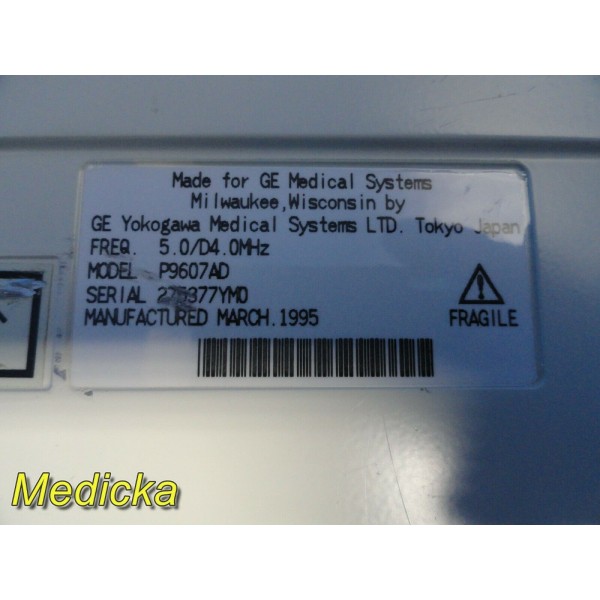 Made for GE Medical Systems
Milwaukee,Wisconsin by
GE Yokogawa Medical Systems LTD. Tokyo Japan
FREQ. 5.0/D4.0MHz
MODEL P9607AD
SERIAL
MANUFACTURED MARCH.1995
FRAGILE
Medicka